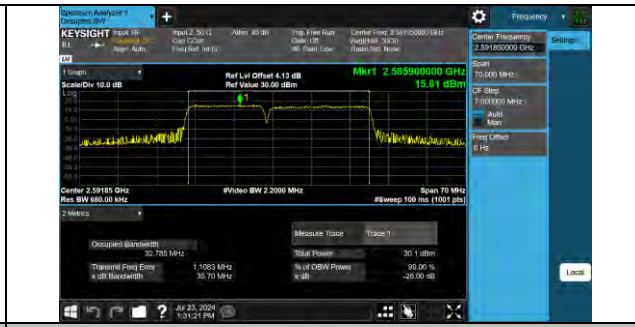 Spectrum Analyzer 1
Occupied BW
Frequency
KEYSIGHT Input: RF
Align: Auto
Input Z: 50 Ω
Corr CCorr
Freq Ref: Int (S)
Atten: 40 dB
Trig: Free Run
Gate: Off
#IF Gain: Low
Center Freq: 2.591850000 GHz
Avg|Hold: 30/30
Radio Std: None
Center Frequency
2.591850000 GHz
Settings
Span
70.000 MHz
CF Step
7.000000 MHz
Auto
Man
Freq Offset
0 Hz
1 Graph
Scale/Div 10.0 dB
Ref Lvl Offset 4.13 dB
Ref Value 30.00 dBm
Mkr1 2.585900000 GHz
15.61 dBm
Log
1
Center 2.59185 GHz
Res BW 680.00 kHz
#Video BW 2.2000 MHz
Span 70 MHz
#Sweep 100 ms (1001 pts)
2 Metrics
Measure Trace Trace 1
Occupied Bandwidth
32.785 MHz
Total Power 30.1 dBm
Transmit Freq Error 1.1083 MHz
% of OBW Power 99.00 %
x dB Bandwidth 35.70 MHz
x dB -26.00 dB
Local
Jul 23, 2024
1:31:21 PM